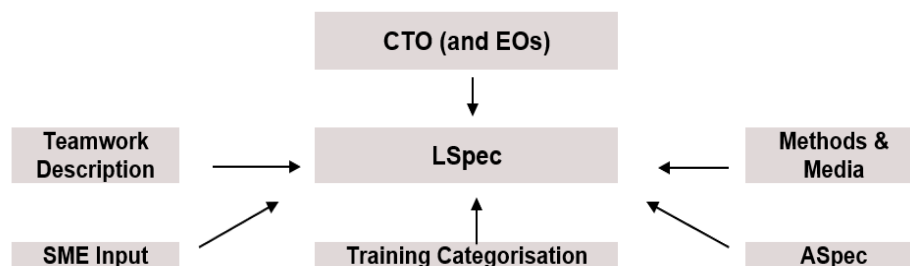 CTO (and EOs)
Teamwork
Description
LSpec
Methods &
Media
SME Input
Training Categorisation
ASpec